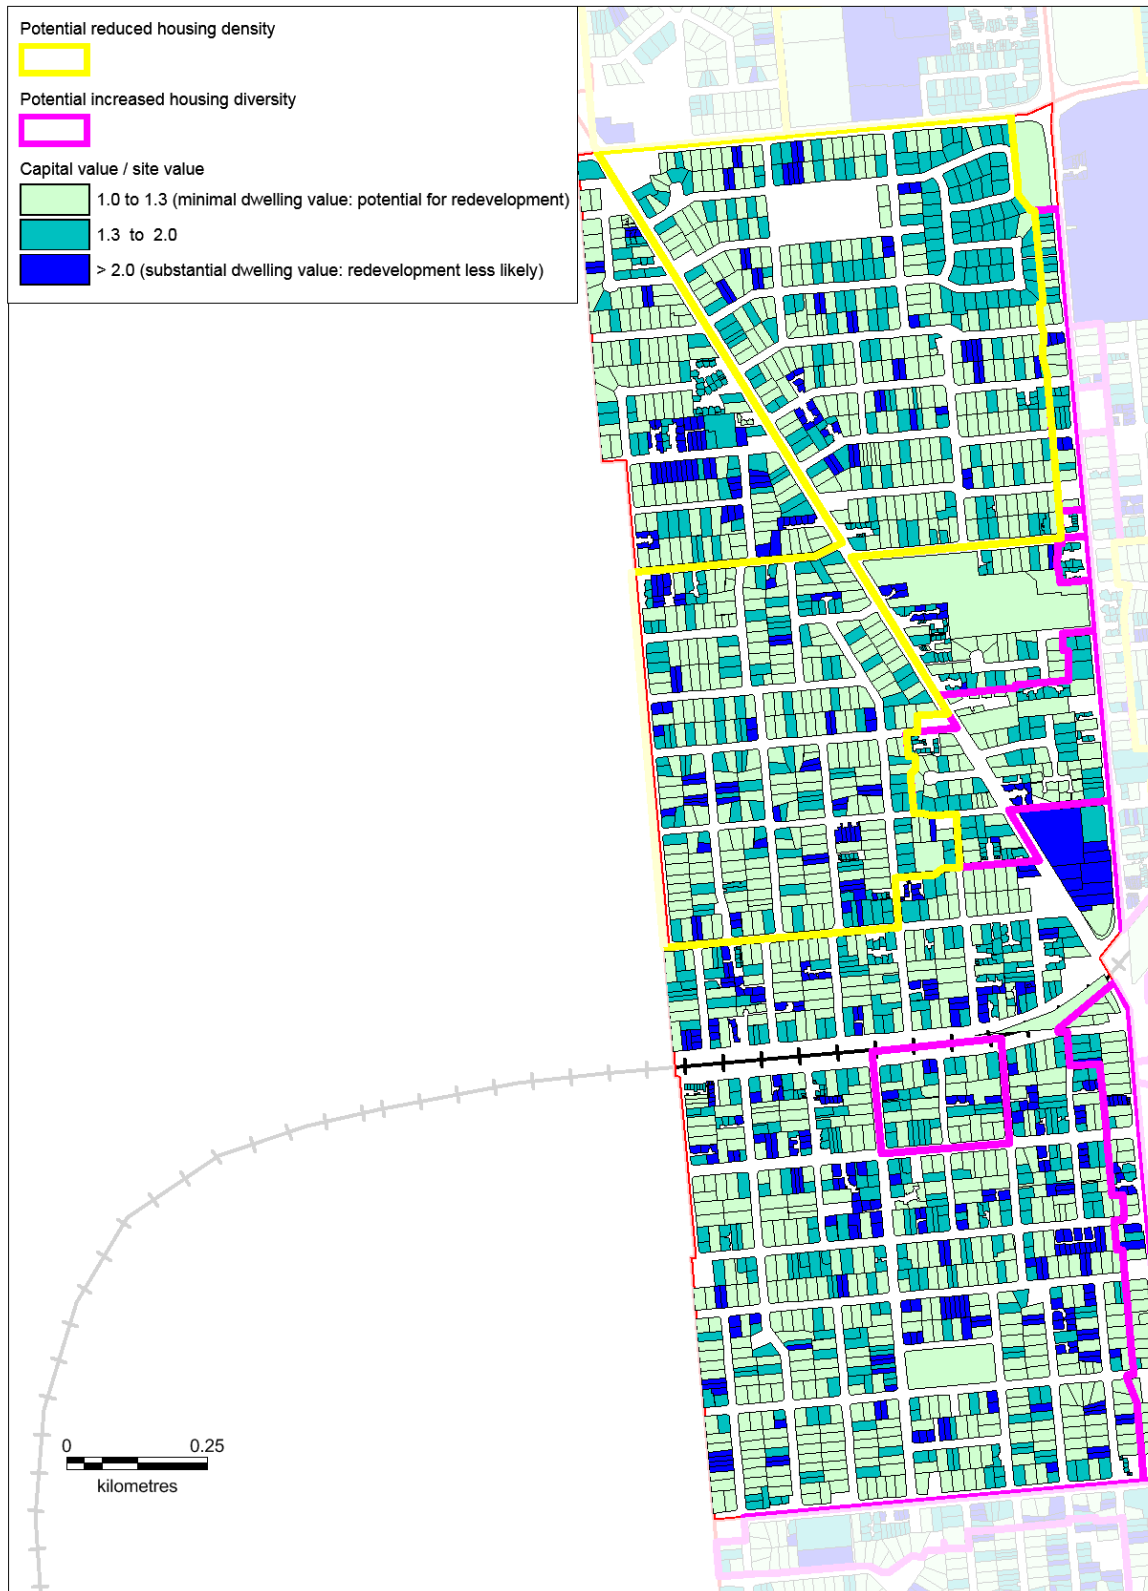 Potential reduced housing density
Potential increased housing diversity
Capital value / site value
1.0 to 1.3 (minimal dwelling value: potential for redevelopment)
1.3 to 2.0
> 2.0 (substantial dwelling value: redevelopment less likely)
0 0.25
kilometres